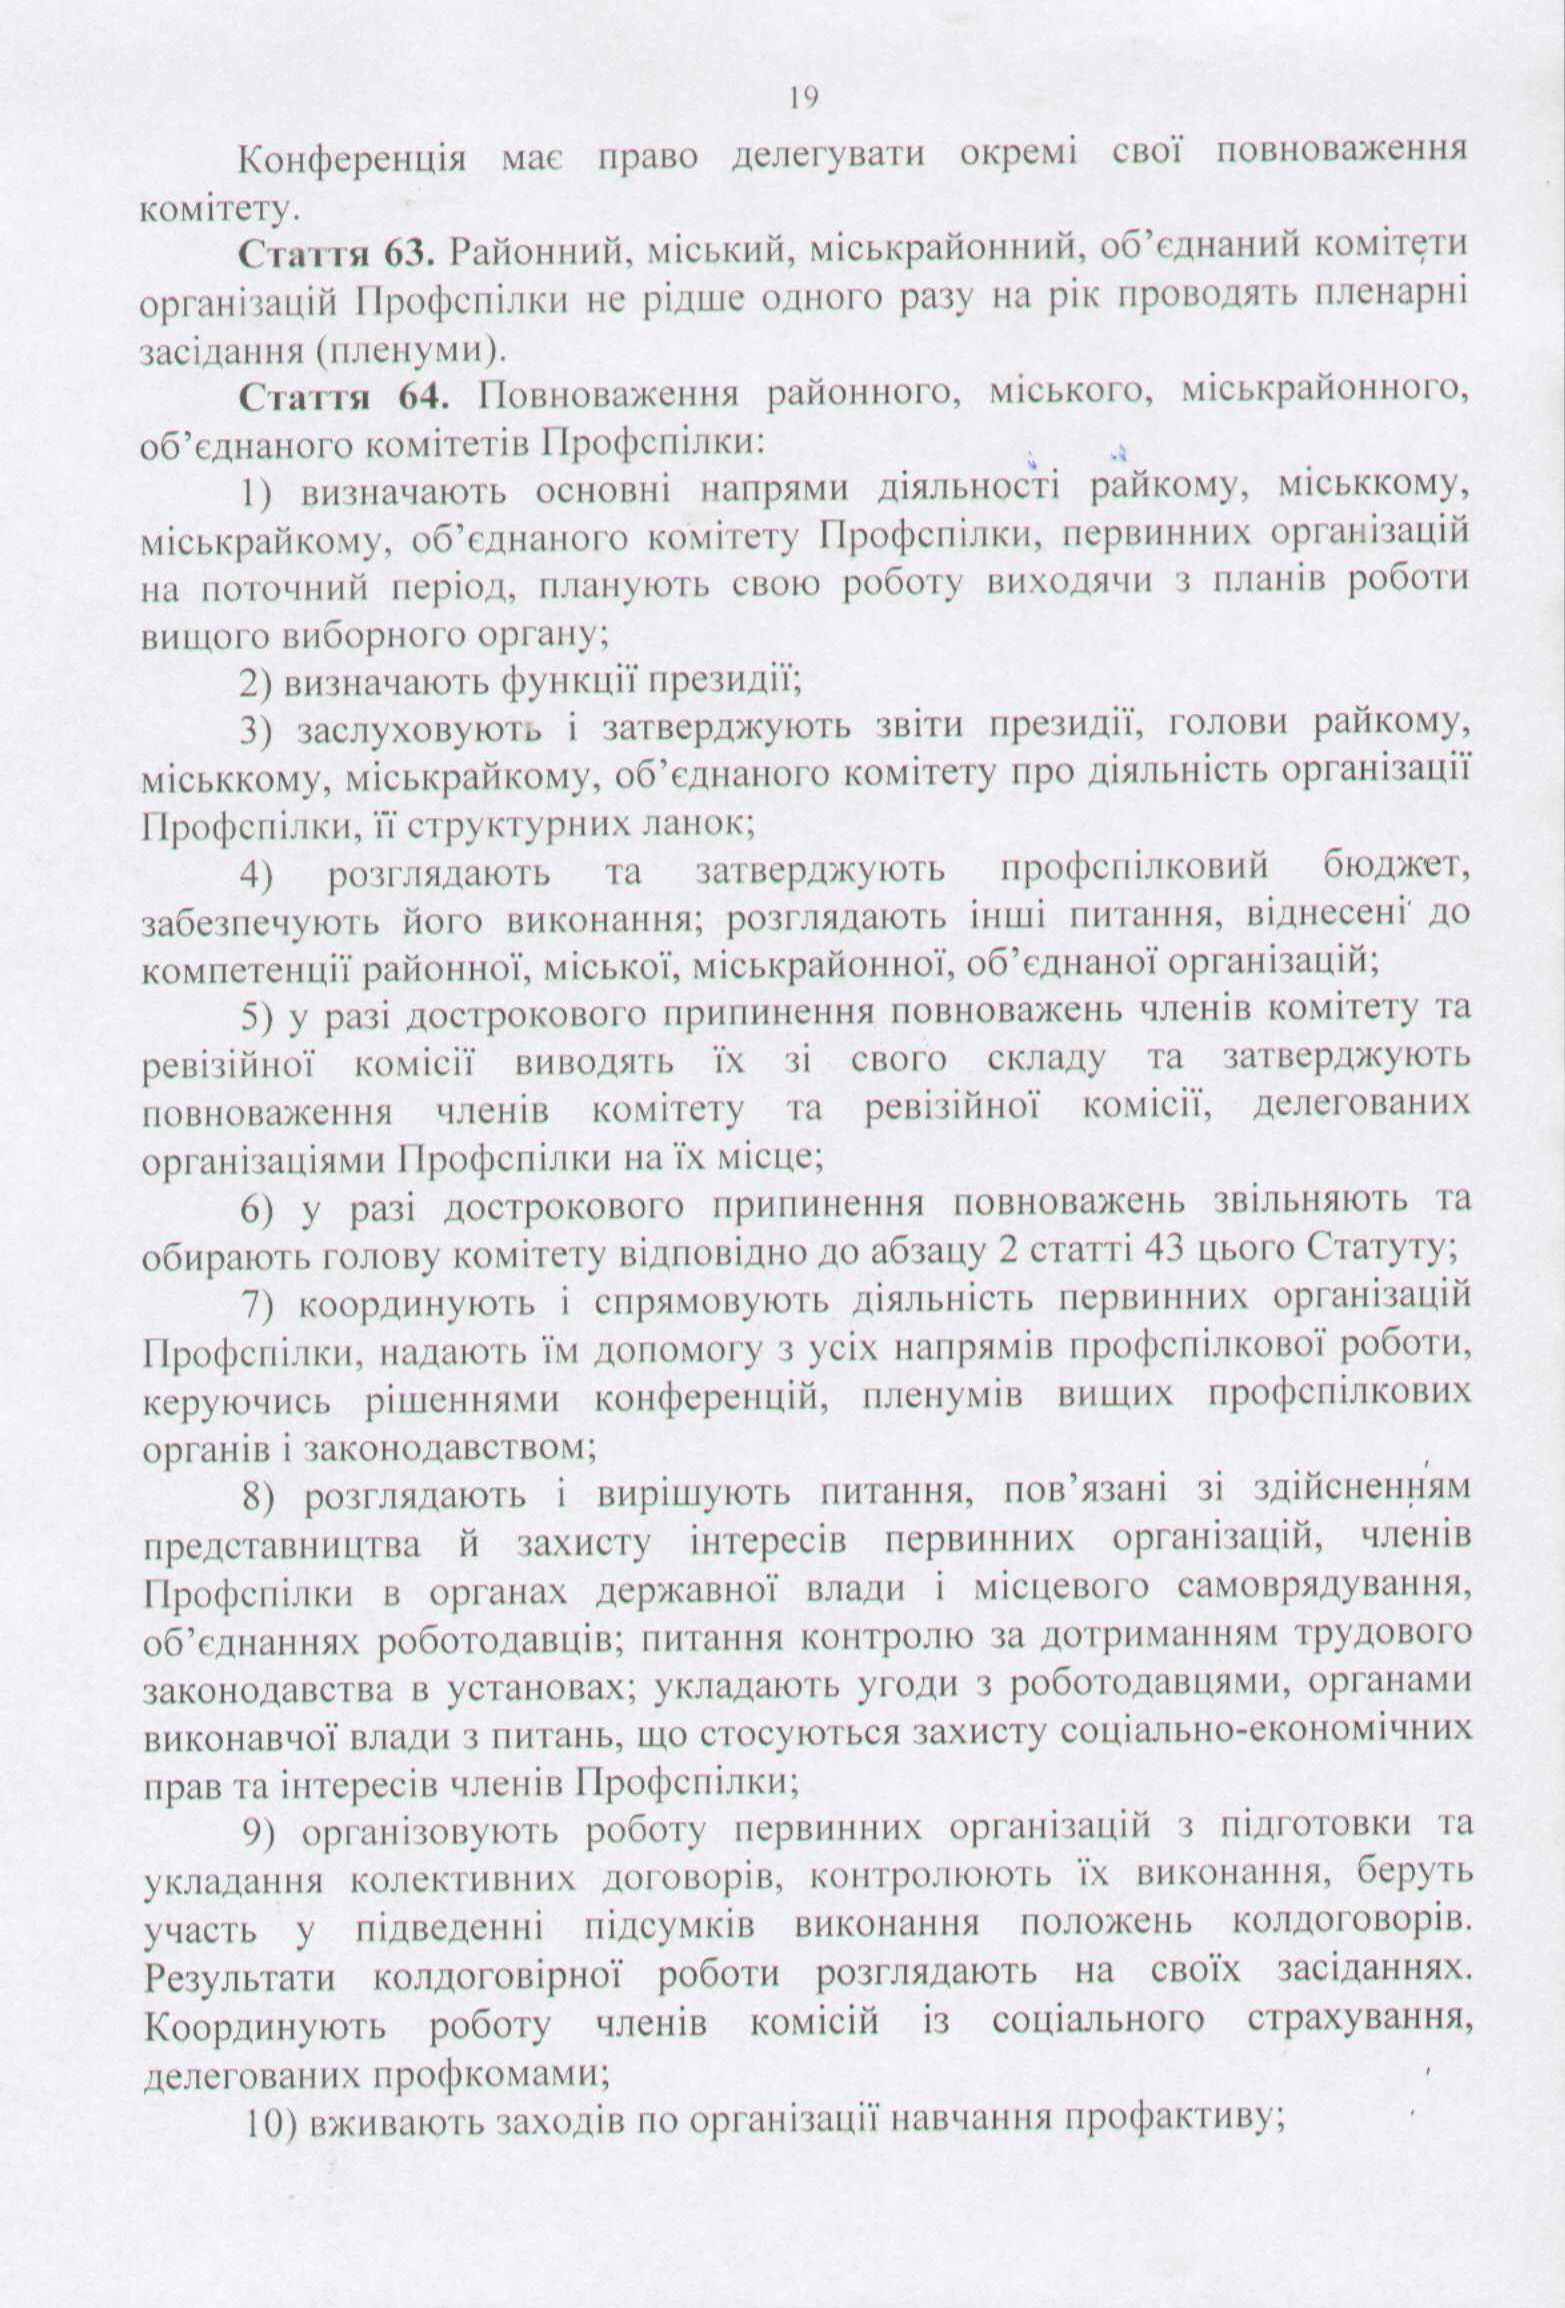 19
Конференція має право делегувати окремі свої повноваження
комітету.
Стаття 63. Районний, міський, міськрайонний, об’єднаний комітети
організацій Профспілки не рідше одного разу на рік проводять пленарні
засідання (пленуми).
Стаття 64. Повноваження районного, міського, міськрайонного,
об’єднаного комітетів Профспілки:
1) визначають основні напрями діяльності райкому, міськкому,
міськрайкому, об’єднаного комітету Профспілки, первинних організацій
на поточний період, планують свою роботу виходячи з планів роботи
вищого виборного органу;
2) визначають функції президії;
3) заслуховують і затверджують звіти президії, голови райкому,
міськкому, міськрайкому, об’єднаного комітету про діяльність організації
Профспілки, її структурних ланок;
4) розглядають та затверджують профспілковий бюджет,
забезпечують його виконання; розглядають інші питання, віднесені до
компетенції районної, міської, міськрайонної, об’єднаної організацій;
5) у разі дострокового припинення повноважень членів комітету та
ревізійної комісії виводять їх зі свого складу та затверджують
повноваження членів комітету та ревізійної комісії, делегованих
організаціями Профспілки на їх місце;
6) у разі дострокового припинення повноважень звільняють та
обирають голову комітету відповідно до абзацу 2 статті 43 цього Статуту;
7) координують і спрямовують діяльність первинних організацій
Профспілки, надають їм допомогу з усіх напрямів профспілкової роботи,
керуючись рішеннями конференцій, пленумів вищих профспілкових
органів і законодавством;
8) розглядають і вирішують питання, пов’язані зі здійсненням
представництва й захисту інтересів первинних організацій, членів
Профспілки в органах державної влади і місцевого самоврядування,
об’єднаннях роботодавців; питання контролю за дотриманням трудового
законодавства в установах; укладають угоди з роботодавцями, органами
виконавчої влади з питань, що стосуються захисту соціально-економічних
прав та інтересів членів Профспілки;
9) організовують роботу первинних організацій з підготовки та
укладання колективних договорів, контролюють їх виконання, беруть
участь у підведенні підсумків виконання положень колдоговорів.
Результати колдоговірної роботи розглядають на своїх засіданнях.
Координують роботу членів комісій із соціального страхування,
делегованих профкомами;
10) вживають заходів по організації навчання профактиву;